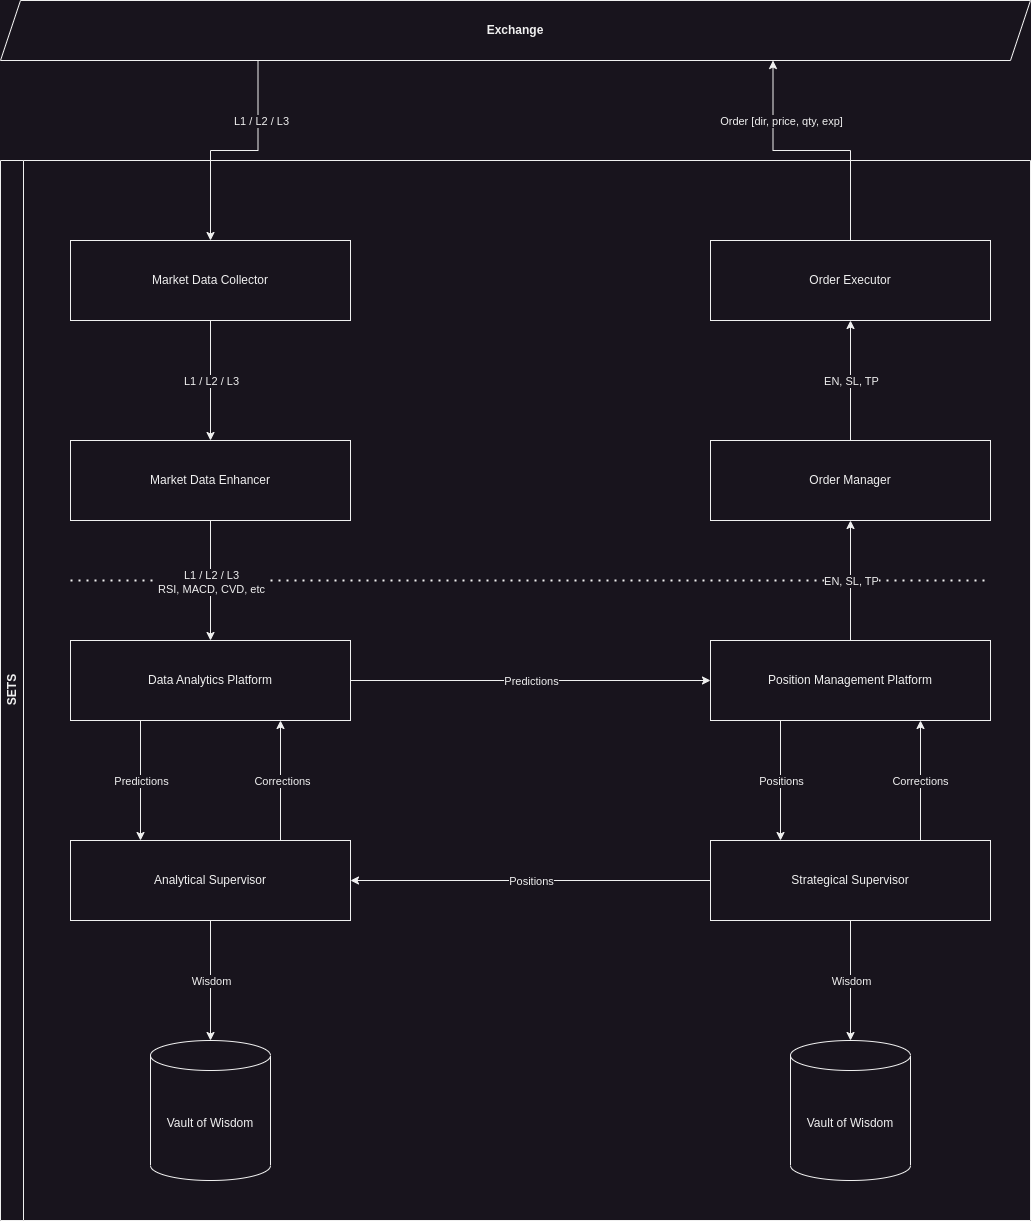 Exchange
L1 / L2 / L3
Order [dir, price, qty, exp]
SETS
Market Data Collector
Order Executor
L1 / L2 / L3
EN, SL, TP
Market Data Enhancer
Order Manager
L1 / L2 / L3
RSI, MACD, CVD, etc
EN, SL, TP
Data Analytics Platform
Predictions
Position Management Platform
Predictions
Corrections
Positions
Corrections
Analytical Supervisor
Positions
Strategical Supervisor
Wisdom
Wisdom
Vault of Wisdom
Vault of Wisdom